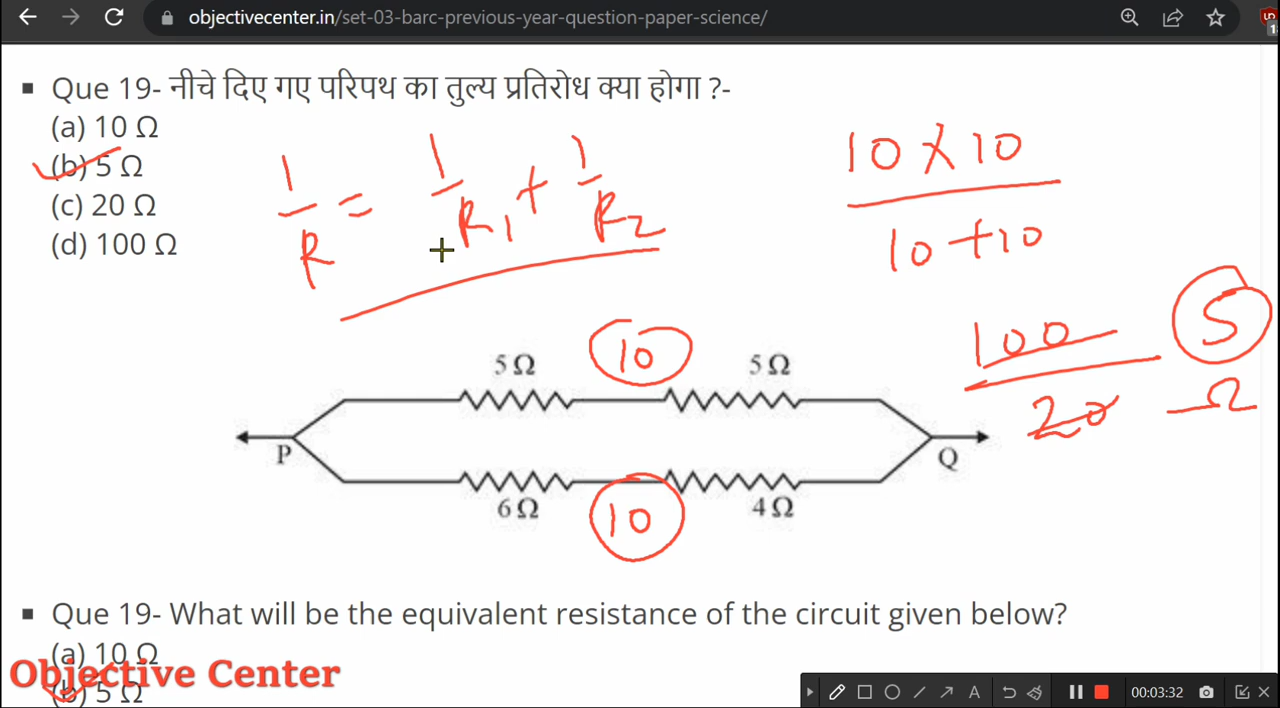 objectivecenter.in/set-03-barc-previous-year-question-paper-science/
Que 19- नीचे दिए गए परिपथ का तुल्य प्रतिरोध क्या होगा ?-
(a) 10 Ω
(b) 5 Ω
(c) 20 Ω
(d) 100 Ω
1/R = 1/R1 + 1/R2
10 × 10
10 + 10
100
20
5
Ω
10
5 Ω
5 Ω
P
Q
6 Ω
10
4 Ω
Que 19- What will be the equivalent resistance of the circuit given below?
(a) 10 Ω
Objective Center
(b) 5 Ω
A
00:03:32